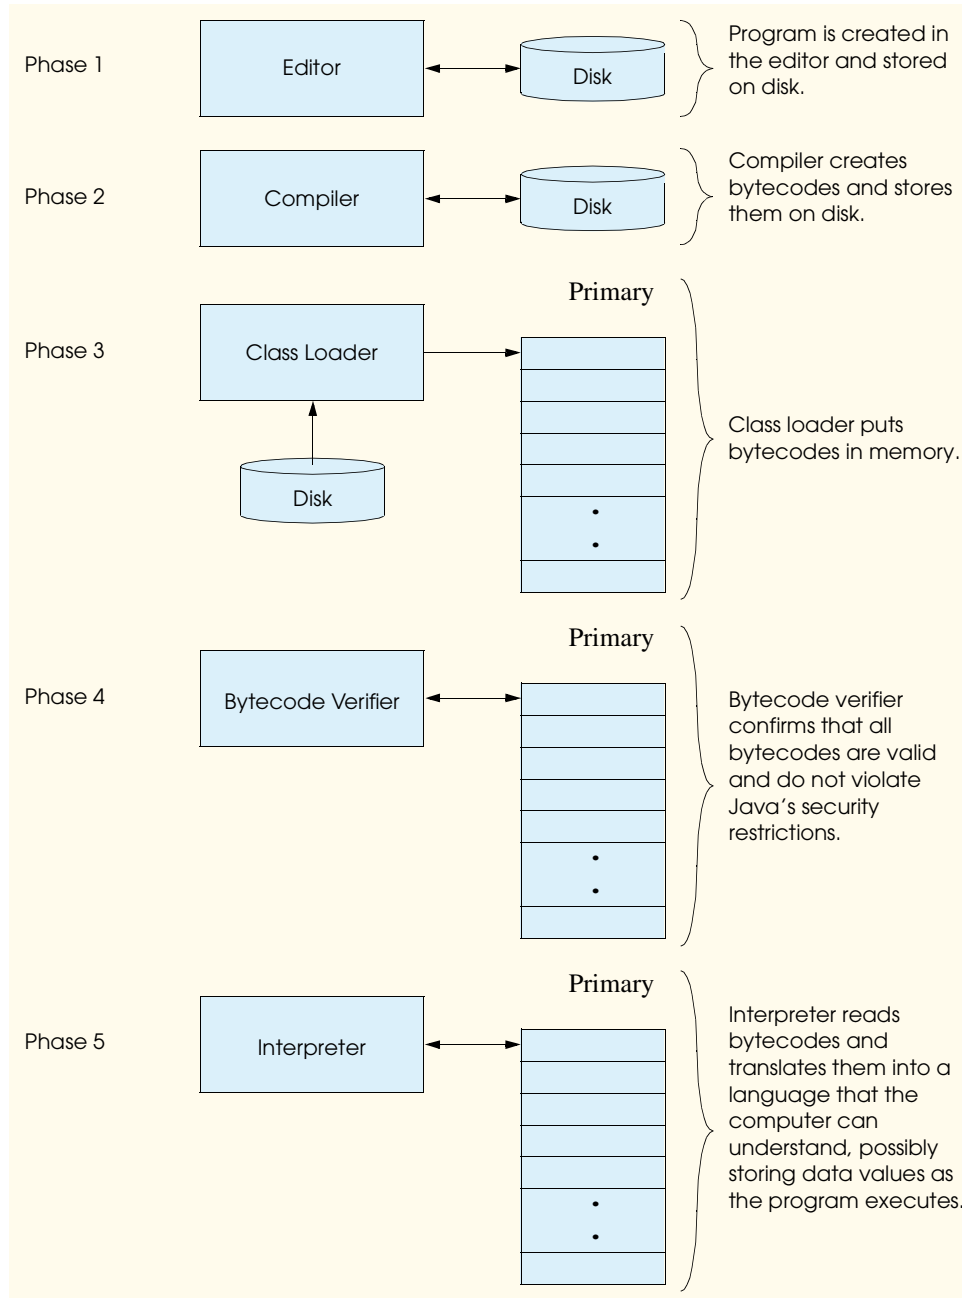 Phase 1
Editor
Disk
Program is created in
the editor and stored
on disk.
Phase 2
Compiler
Disk
Compiler creates
bytecodes and stores
them on disk.
Primary
Phase 3
Class Loader
Disk
Class loader puts
bytecodes in memory.
Primary
Phase 4
Bytecode Verifier
Bytecode verifier
confirms that all
bytecodes are valid
and do not violate
Java's security
restrictions.
Primary
Phase 5
Interpreter
Interpreter reads
bytecodes and
translates them into a
language that the
computer can
understand, possibly
storing data values as
the program executes.